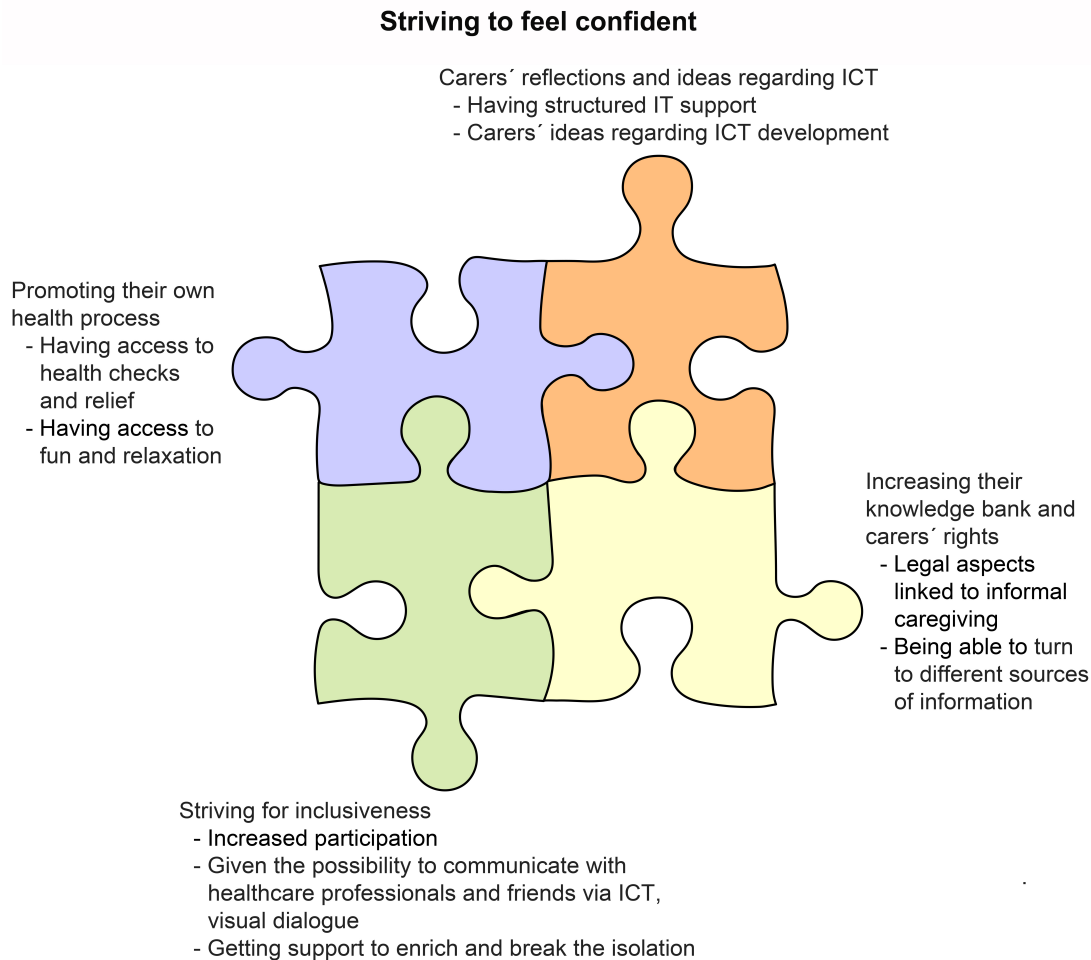 Striving to feel confident
Carers´ reflections and ideas regarding ICT
- Having structured IT support
- Carers´ ideas regarding ICT development
Promoting their own
health process
- Having access to
health checks
and relief
- Having access to
fun and relaxation
Increasing their
knowledge bank and
carers´ rights
- Legal aspects
linked to informal
caregiving
- Being able to turn
to different sources
of information
Striving for inclusiveness
- Increased participation
- Given the possibility to communicate with
healthcare professionals and friends via ICT,
visual dialogue
- Getting support to enrich and break the isolation